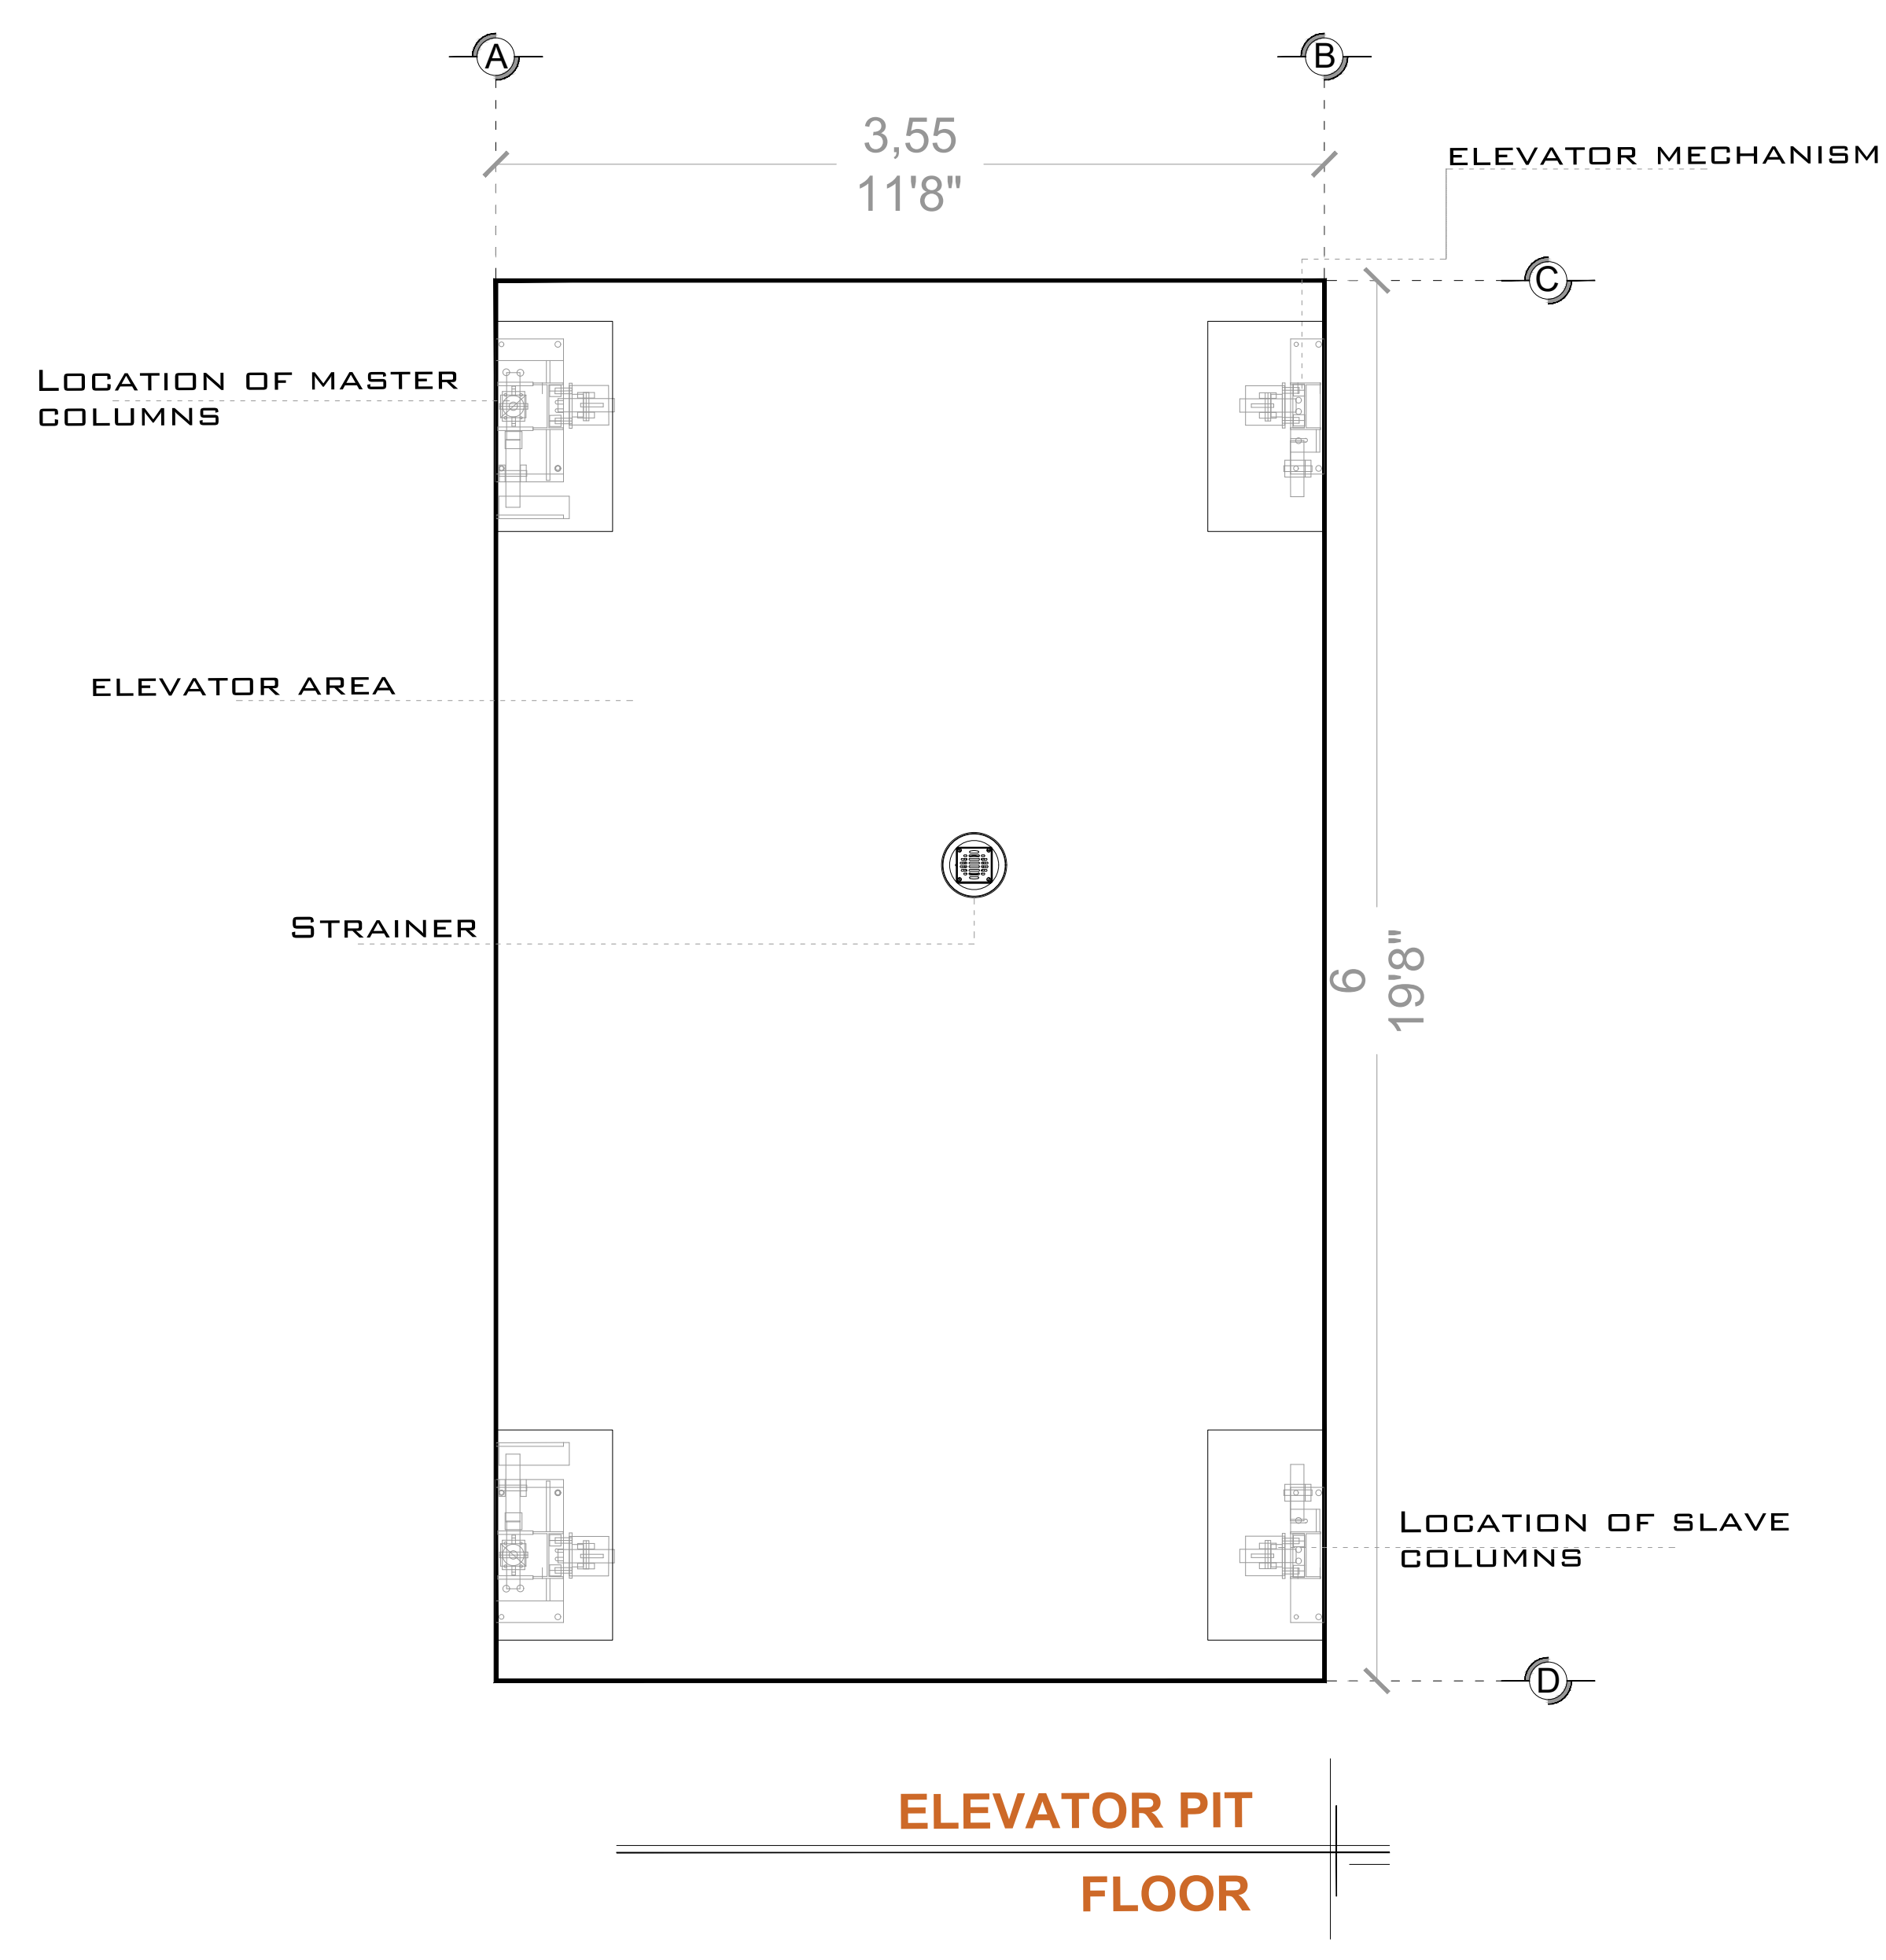 A
B
3,55
11'8"
ELEVATOR MECHANISM
C
LOCATION OF MASTER
COLUMNS
ELEVATOR AREA
STRAINER
6
19'8"
LOCATION OF SLAVE
COLUMNS
D
ELEVATOR PIT
FLOOR